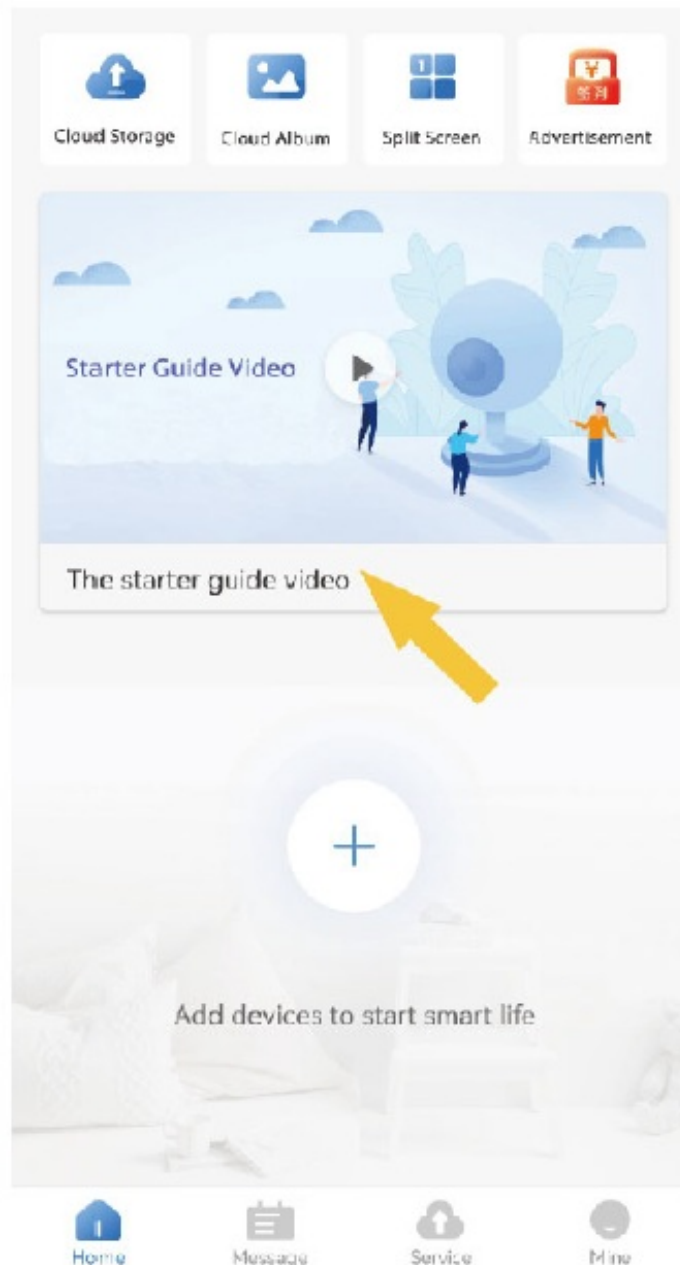 Cloud Storage
Cloud Album
Split Screen
Advertisement
Starter Guide Video
The starter guide video
Add devices to start smart life
Home
Message
Service
Mine